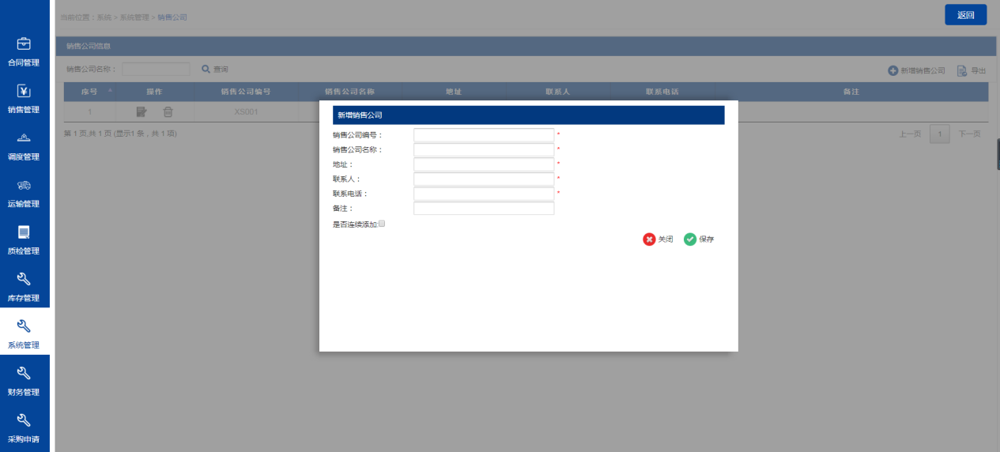 当前位置：系统 > 系统管理 > 销售公司
返回
合同管理
销售管理
调度管理
运输管理
质检管理
库存管理
系统管理
财务管理
采购申请
销售公司信息
销售公司名称：
查询
新增销售公司
导出
序号 操作 销售公司编号 销售公司名称 地址 联系人 联系电话 备注
1 XS001
第 1 页,共 1 页 (显示1 条，共 1 项)
上一页 1 下一页
新增销售公司
销售公司编号： *
销售公司名称： *
地址： *
联系人： *
联系电话： *
备注：
是否连续添加:
关闭 保存